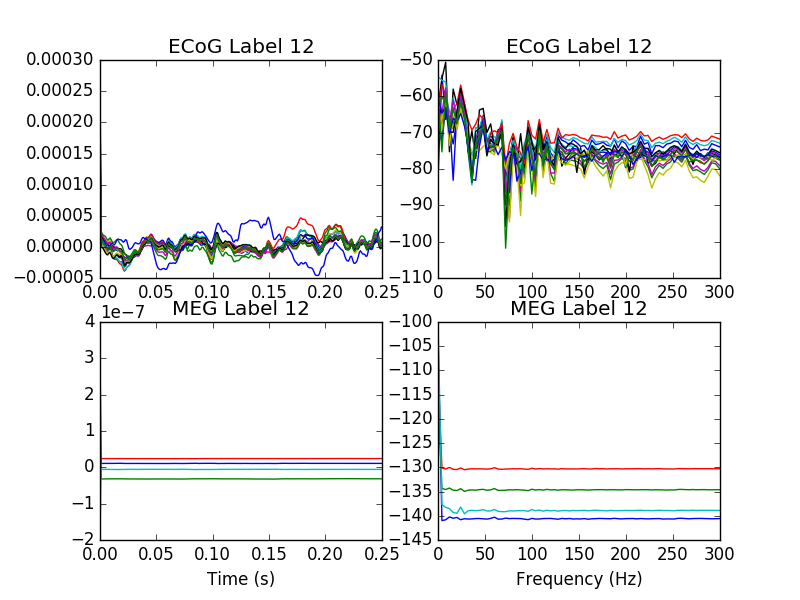 ECoG Label 12
0.00030
0.00025
0.00020
0.00015
0.00010
0.00005
0.00000
−0.00005
0.00 0.05 0.10 0.15 0.20 0.25
ECoG Label 12
−50
−60
−70
−80
−90
−100
−110
0 50 100 150 200 250 300
MEG Label 12
1e−7
4
3
2
1
0
−1
−2
0.00 0.05 0.10 0.15 0.20 0.25
Time (s)
MEG Label 12
−100
−105
−110
−115
−120
−125
−130
−135
−140
−145
0 50 100 150 200 250 300
Frequency (Hz)